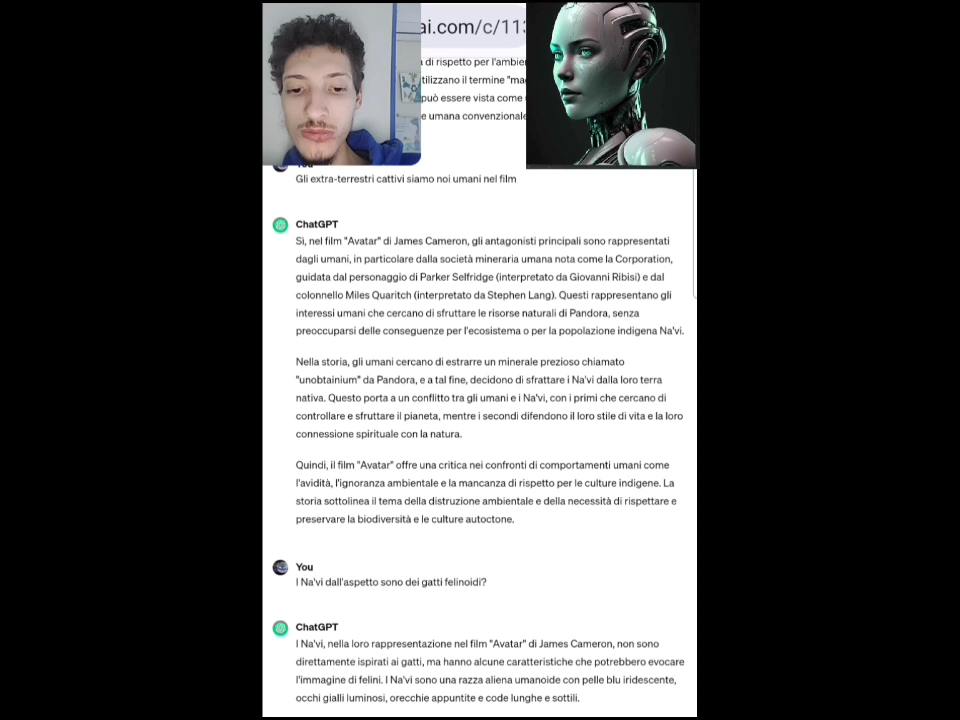 ai.com/c/113
di rispetto per l'ambien
tilizzano il termine "mag
può essere vista come
e umana convenzionale
You
Gli extra-terrestri cattivi siamo noi umani nel film
ChatGPT
Sì, nel film "Avatar" di James Cameron, gli antagonisti principali sono rappresentati
dagli umani, in particolare dalla società mineraria umana nota come la Corporation,
guidata dal personaggio di Parker Selfridge (interpretato da Giovanni Ribisi) e dal
colonnello Miles Quaritch (interpretato da Stephen Lang). Questi rappresentano gli
interessi umani che cercano di sfruttare le risorse naturali di Pandora, senza
preoccuparsi delle conseguenze per l'ecosistema o per la popolazione indigena Na'vi.
Nella storia, gli umani cercano di estrarre un minerale prezioso chiamato
"unobtainium" da Pandora, e a tal fine, decidono di sfrattare i Na'vi dalla loro terra
nativa. Questo porta a un conflitto tra gli umani e i Na'vi, con i primi che cercano di
controllare e sfruttare il pianeta, mentre i secondi difendono il loro stile di vita e la loro
connessione spirituale con la natura.
Quindi, il film "Avatar" offre una critica nei confronti di comportamenti umani come
l'avidità, l'ignoranza ambientale e la mancanza di rispetto per le culture indigene. La
storia sottolinea il tema della distruzione ambientale e della necessità di rispettare e
preservare la biodiversità e le culture autoctone.
You
I Na'vi dall'aspetto sono dei gatti felinoidi?
ChatGPT
I Na'vi, nella loro rappresentazione nel film "Avatar" di James Cameron, non sono
direttamente ispirati ai gatti, ma hanno alcune caratteristiche che potrebbero evocare
l'immagine di felini. I Na'vi sono una razza aliena umanoide con pelle blu iridescente,
occhi gialli luminosi, orecchie appuntite e code lunghe e sottili.